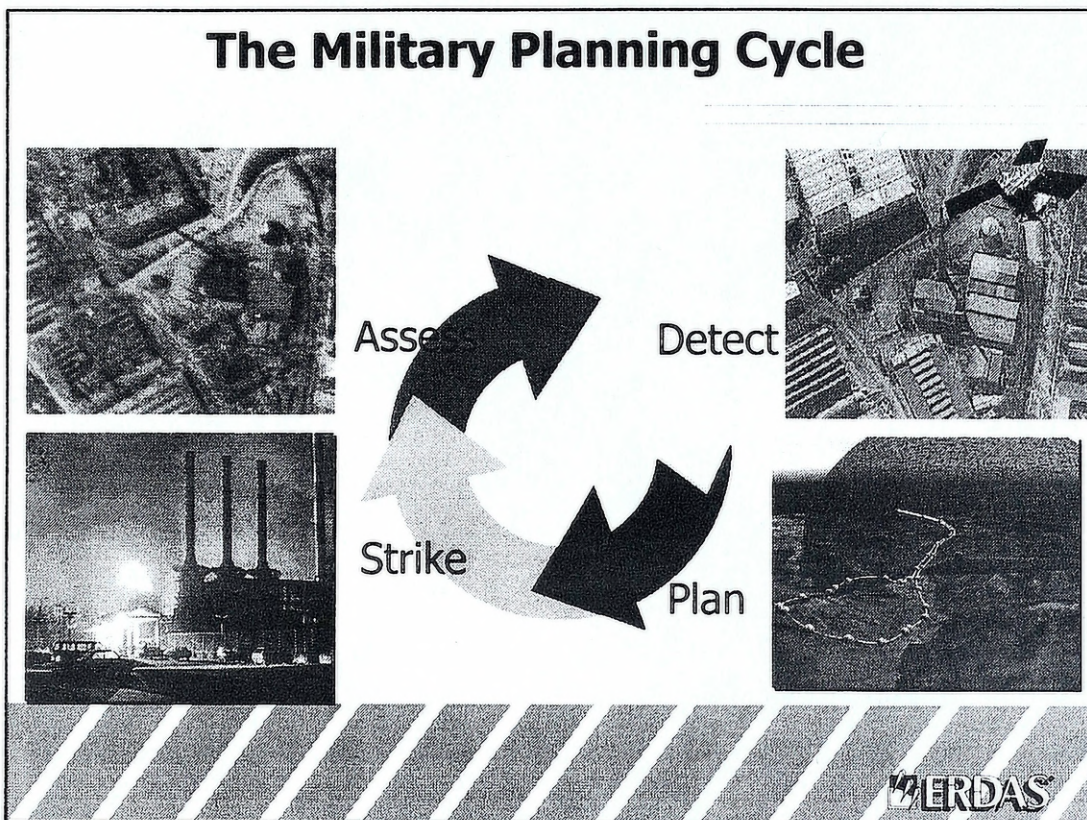 The Military Planning Cycle
Assess
Detect
Strike
Plan
ERDAS